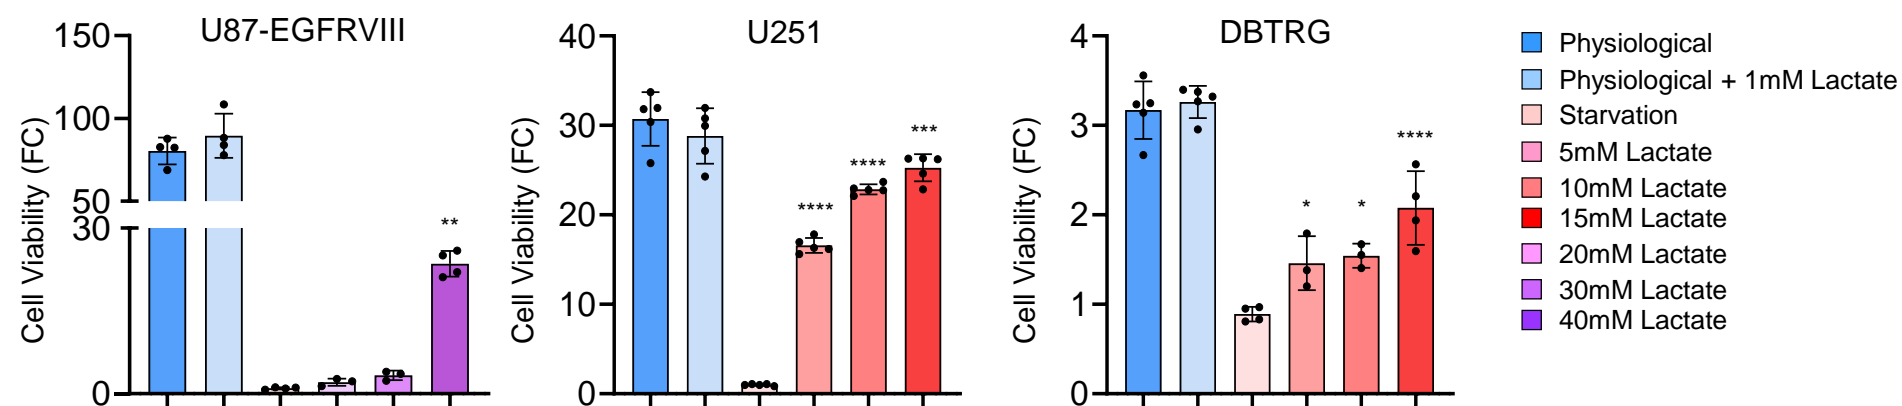 U87-EGFRVIII
Cell Viability (FC)
150
100
50
30
0
**
U251
Cell Viability (FC)
40
30
20
10
0
****
****
***
DBTRG
Cell Viability (FC)
4
3
2
1
0
*
*
****
Physiological
Physiological + 1mM Lactate
Starvation
5mM Lactate
10mM Lactate
15mM Lactate
20mM Lactate
30mM Lactate
40mM Lactate